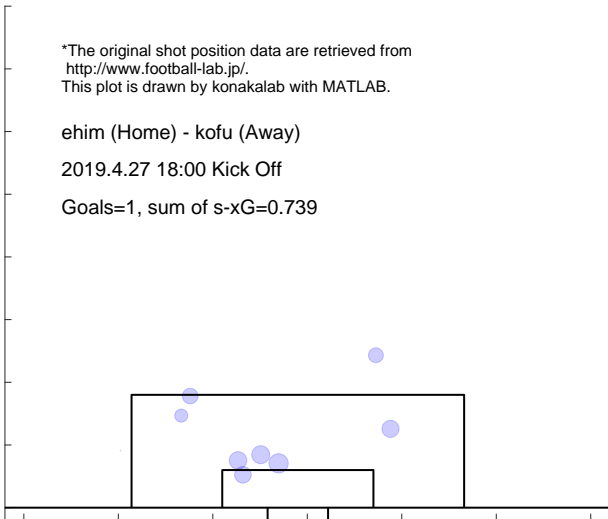 *The original shot position data are retrieved from
http://www.football-lab.jp/.
This plot is drawn by konakalab with MATLAB.
ehim (Home) - kofu (Away)
2019.4.27 18:00 Kick Off
Goals=1, sum of s-xG=0.739